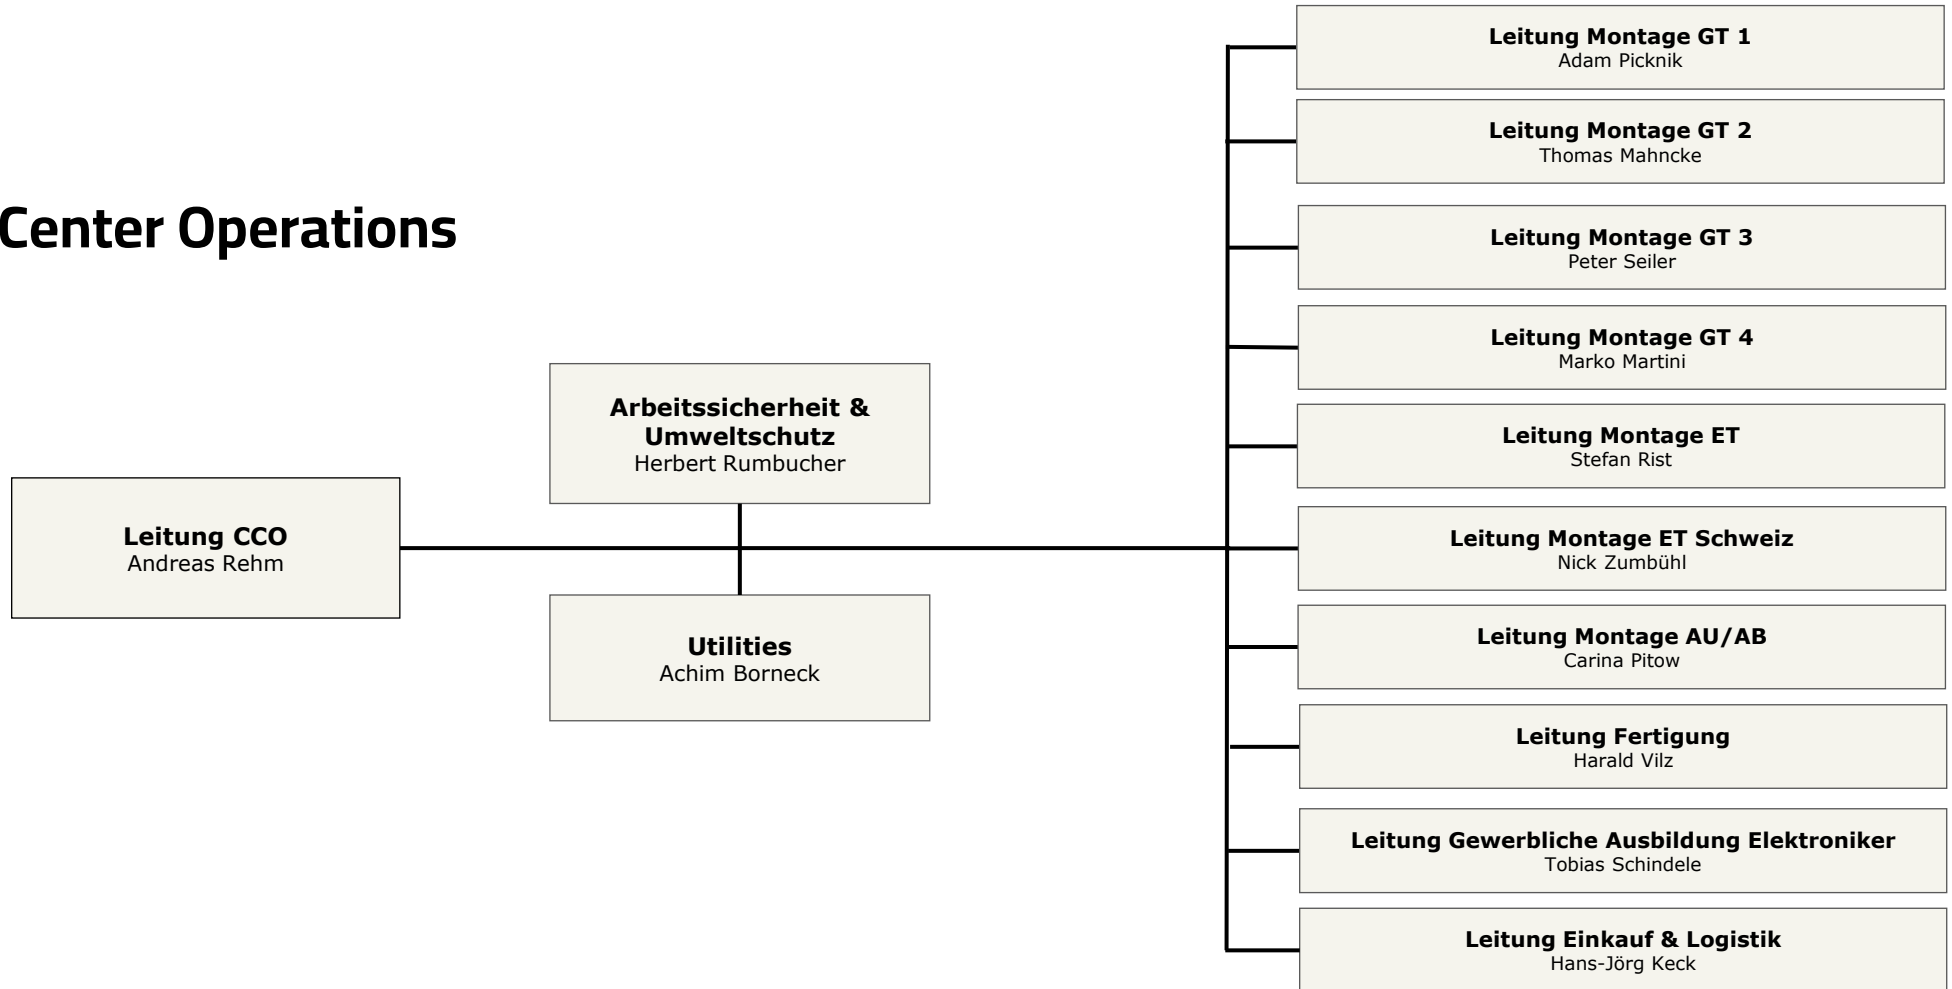 Center Operations
Leitung CCO
Andreas Rehm
Arbeitssicherheit &
Umweltschutz
Herbert Rumbucher
Utilities
Achim Borneck
Leitung Montage GT 1
Adam Picknik
Leitung Montage GT 2
Thomas Mahncke
Leitung Montage GT 3
Peter Seiler
Leitung Montage GT 4
Marko Martini
Leitung Montage ET
Stefan Rist
Leitung Montage ET Schweiz
Nick Zumbühl
Leitung Montage AU/AB
Carina Pitow
Leitung Fertigung
Harald Vilz
Leitung Gewerbliche Ausbildung Elektroniker
Tobias Schindele
Leitung Einkauf & Logistik
Hans-Jörg Keck